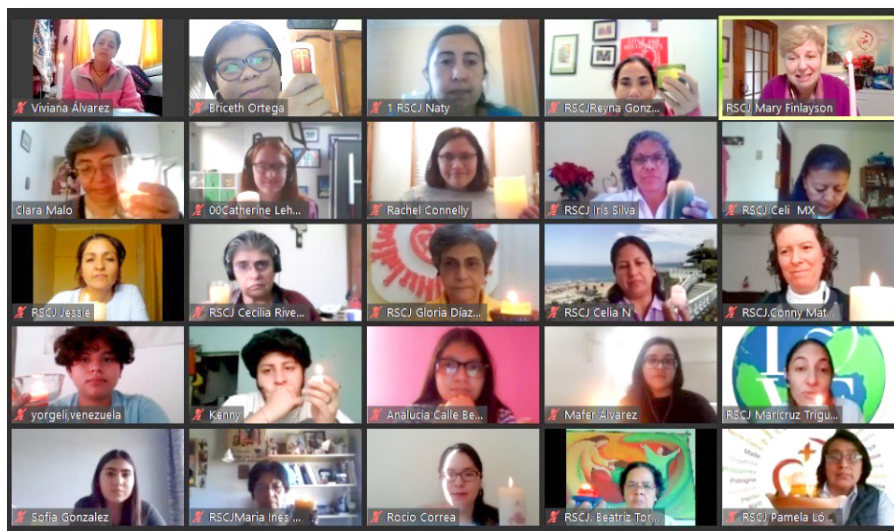 Viviana Álvarez
Briceth Ortega
1 RSCJ Naty
RSCJReyna Gonz...
RSCJ Mary Finlayson
Clara Malo
00Catherine Leh...
Rachel Connelly
RSCJ Iris Silva
RSCJ Celi MX
RSCJ Jessie
RSCJ Cecilia Rive...
RSCJ Gloria Díaz...
RSCJ Celia N
RSCJ.Conny Mat...
yorgeli,venezuela
Kenny
Analucia Calle Be...
Mafer Álvarez
RSCJ Maricruz Trigu...
Sofia Gonzalez
RSCJMaria Ines
Rocio Correa
RSCJ. Beatriz Tor...
RSCJ Pamela Ló...